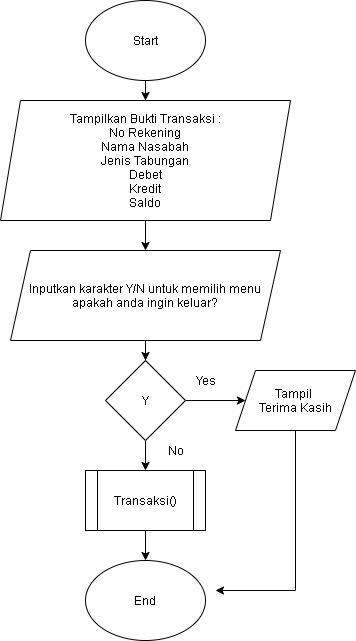 Start
Tampilkan Bukti Transaksi :
No Rekening
Nama Nasabah
Jenis Tabungan
Debet
Kredit
Saldo
Inputkan karakter Y/N untuk memilih menu
apakah anda ingin keluar?
Y
Yes
Tampil
Terima Kasih
No
Transaksi()
End